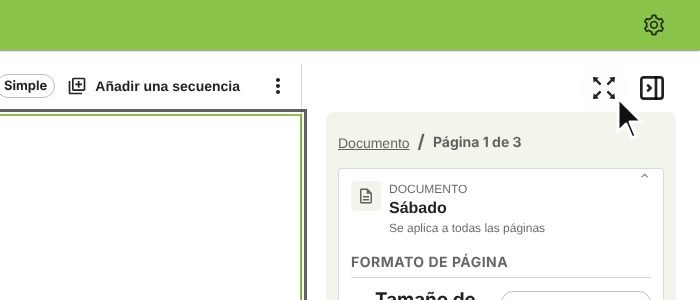 Simple Añadir una secuencia
Documento / Página 1 de 3
DOCUMENTO
Sábado
Se aplica a todas las páginas
FORMATO DE PÁGINA
Tamaño de